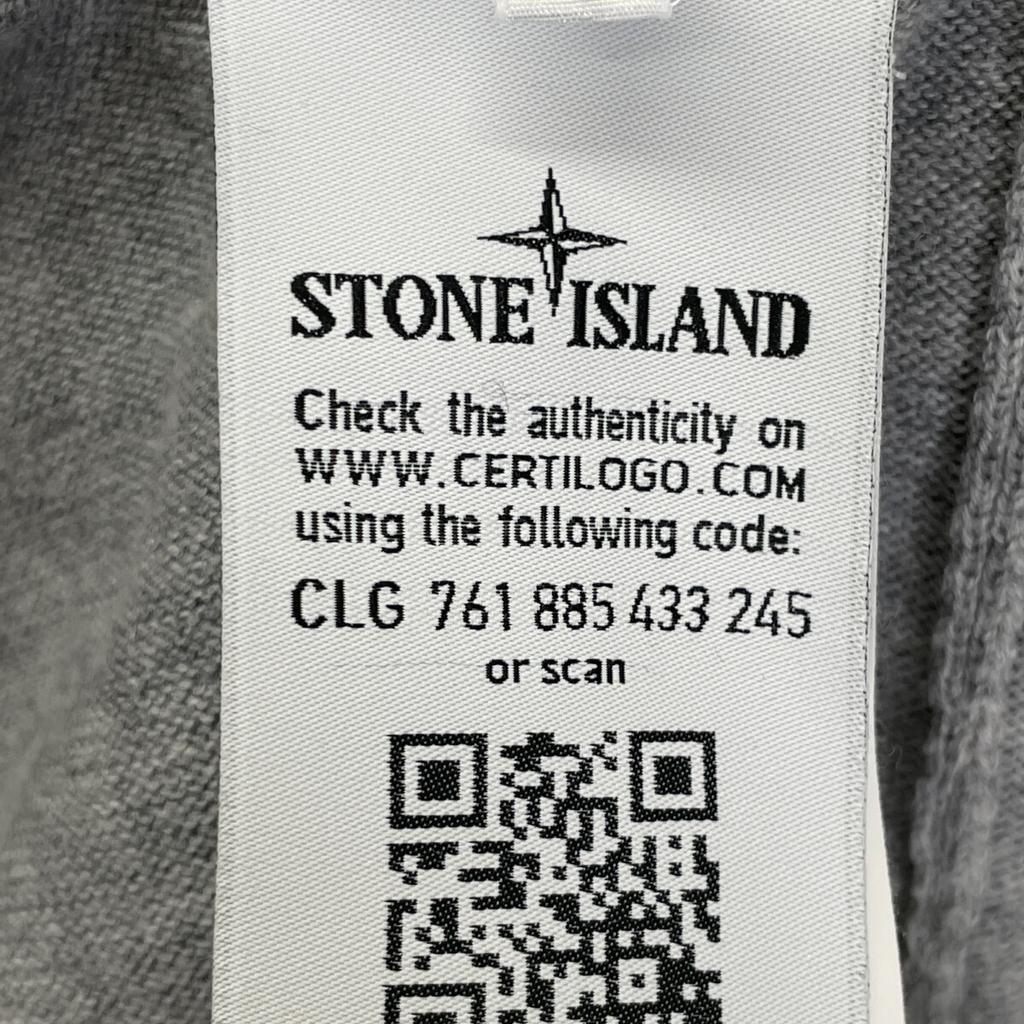 STONE ISLAND
Check the authenticity on
WWW.CERTILOGO.COM
using the following code:
CLG 761 885 433 245
or scan